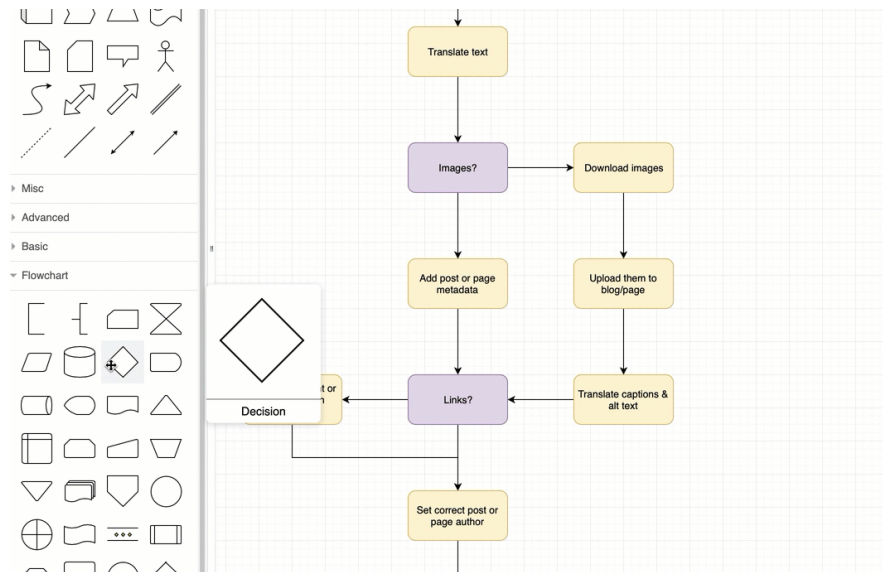 Translate text
Images?
Download images
Misc
Advanced
Basic
Flowchart
Add post or page
metadata
Upload them to
blog/page
Decision
or
Links?
Translate captions &
alt text
Set correct post or
page author